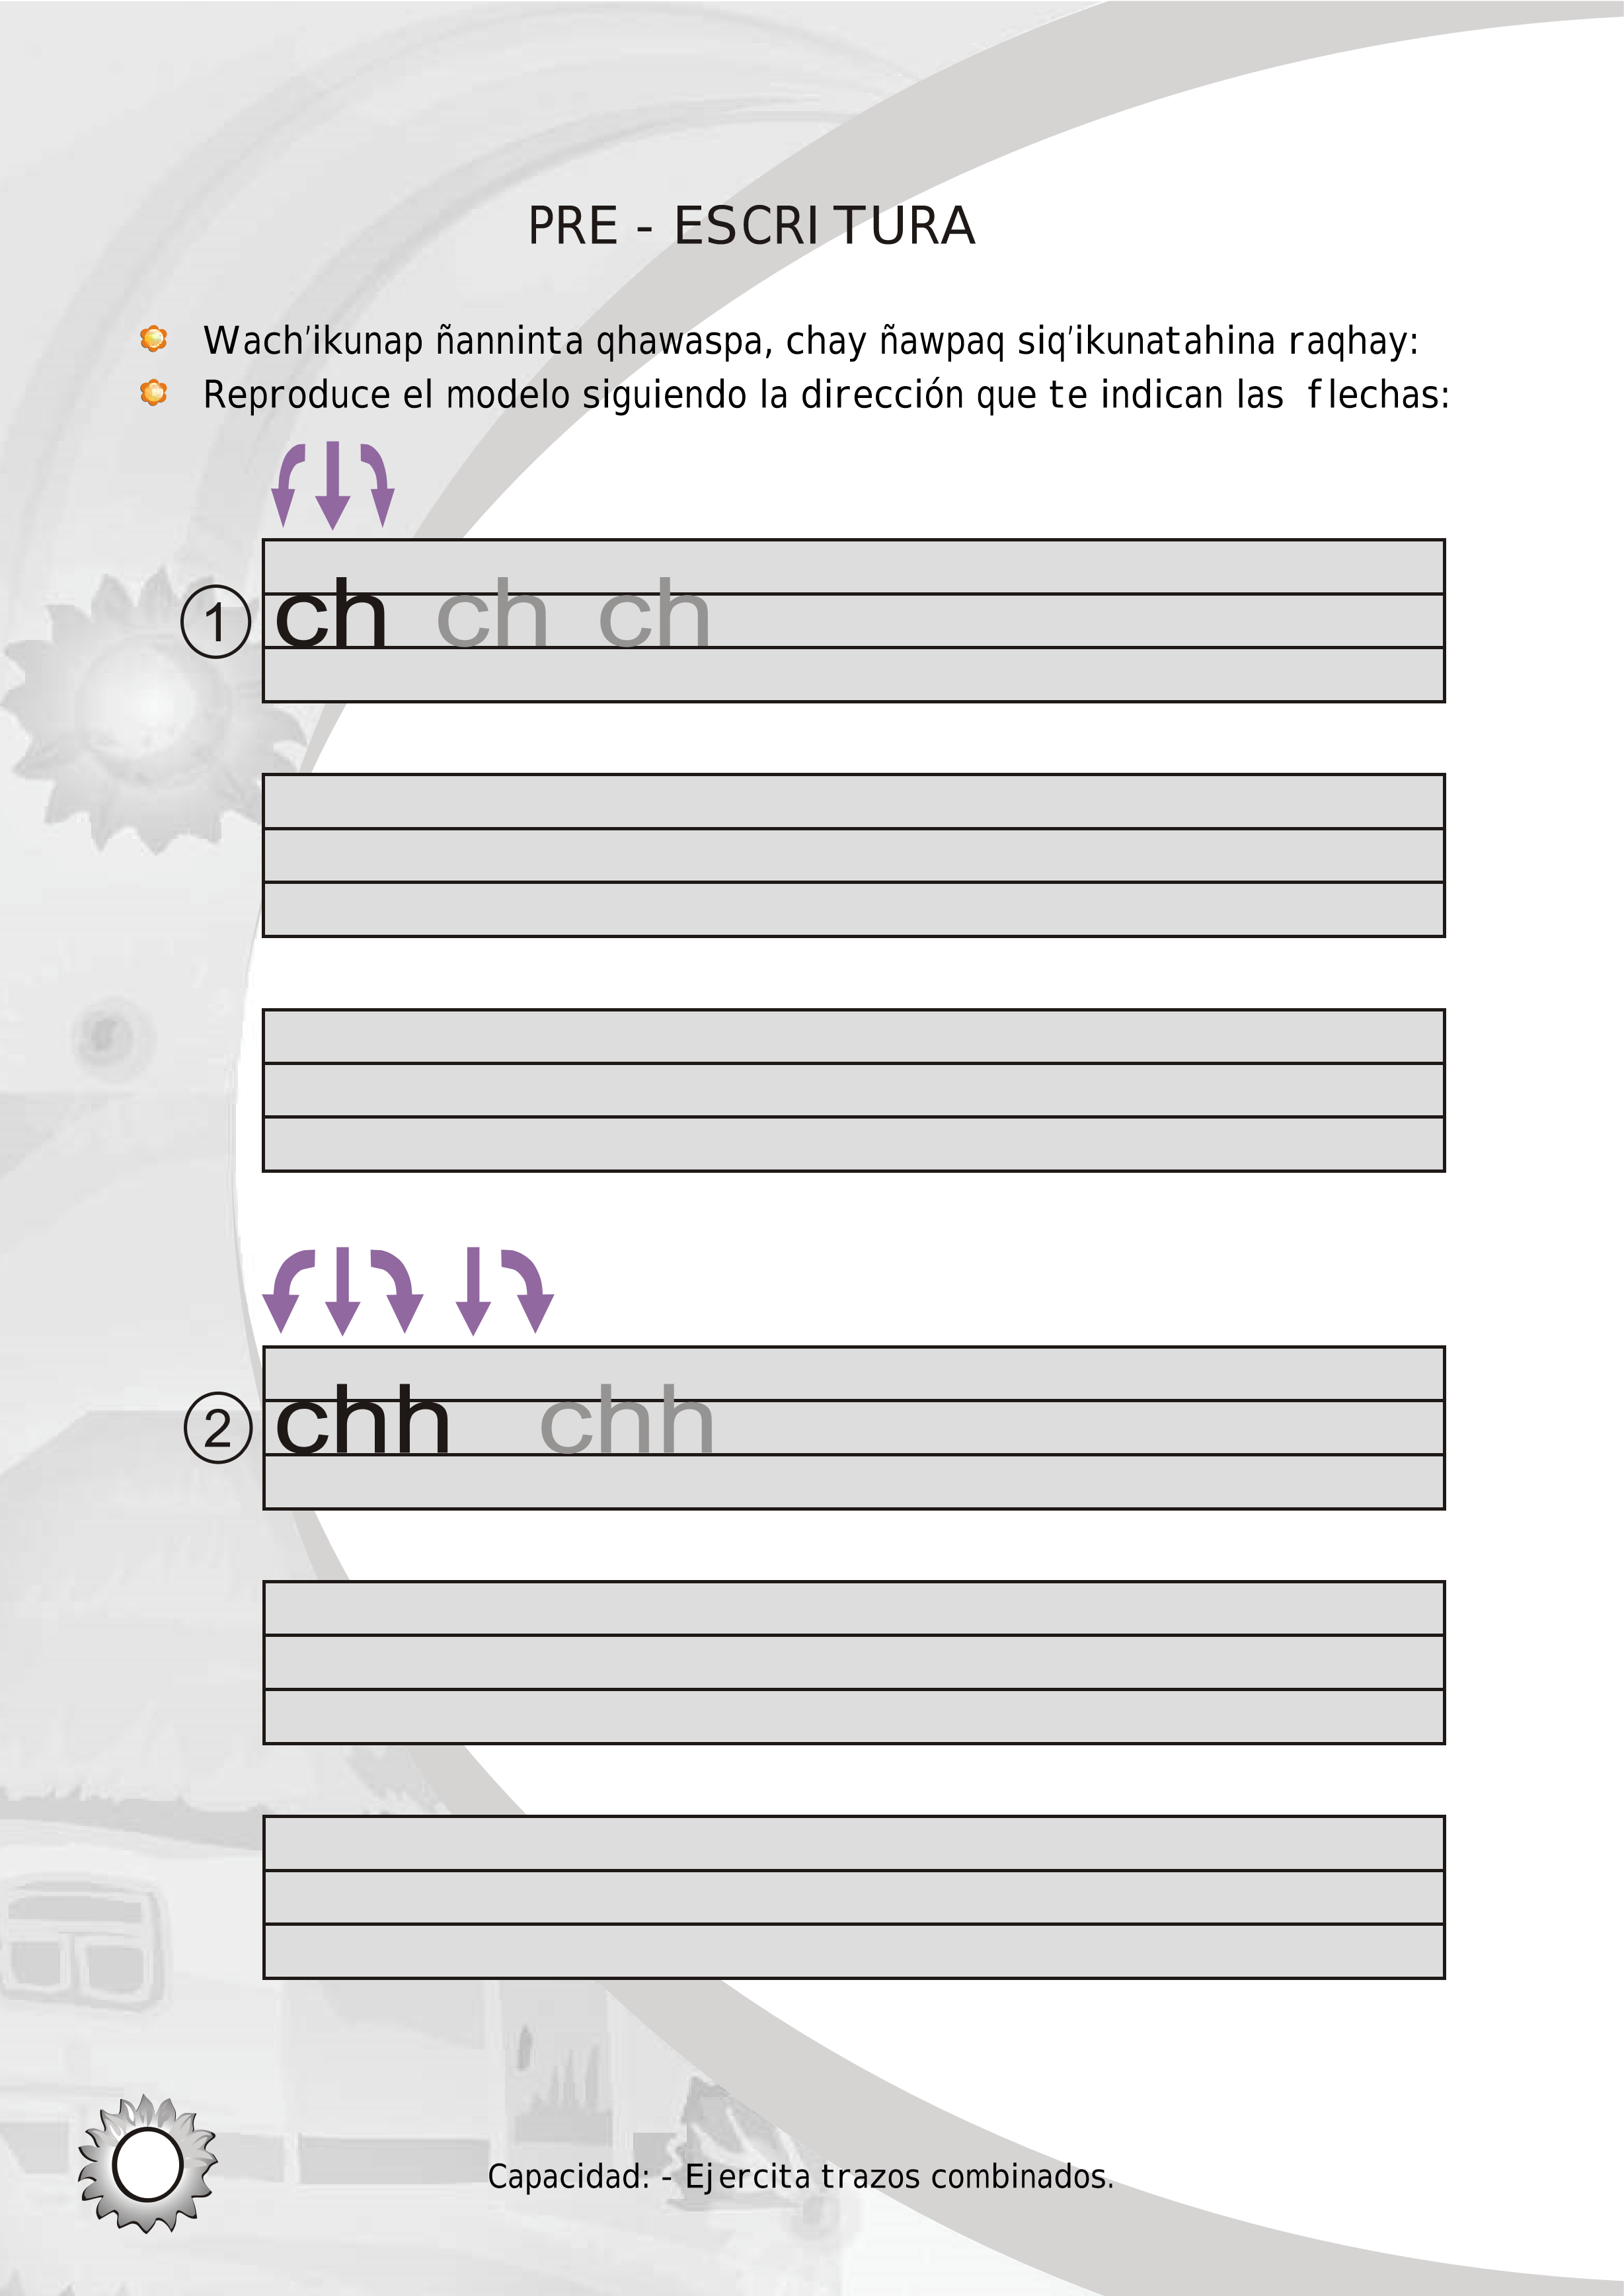 PRE - ESCRITURA
Wach'ikunap ñanninta qhawaspa, chay ñawpaq siq'ikunatahina raqhay:
Reproduce el modelo siguiendo la dirección que te indican las flechas:
1 ch ch ch
2 chh chh
Capacidad: - Ejercita trazos combinados.